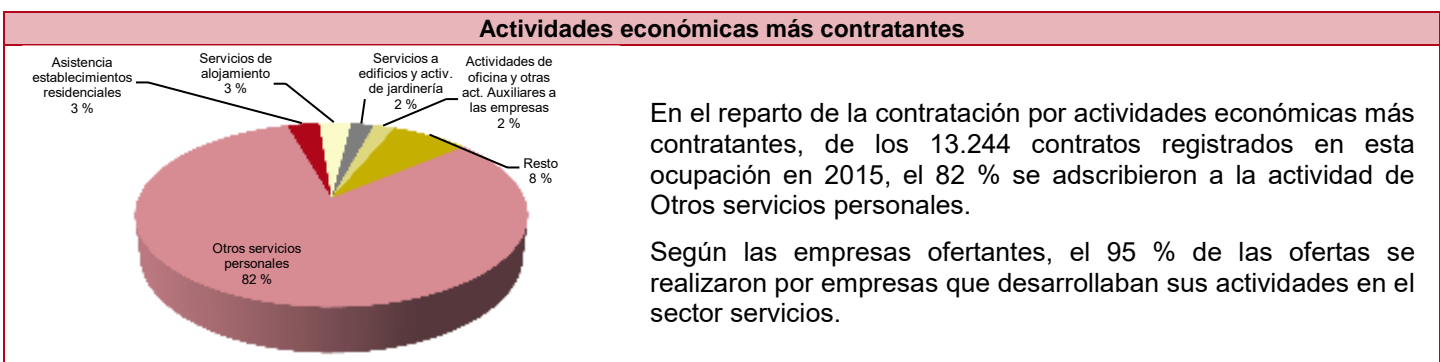 Actividades económicas más contratantes
Asistencia
establecimientos
residenciales
3 %
Servicios de
alojamiento
3 %
Servicios a
edificios y activ.
de jardinería
2 %
Actividades de
oficina y otras
act. Auxiliares a
las empresas
2 %
Resto
8 %
Otros servicios
personales
82 %
En el reparto de la contratación por actividades económicas más
contratantes, de los 13.244 contratos registrados en esta
ocupación en 2015, el 82 % se adscribieron a la actividad de
Otros servicios personales.
Según las empresas ofertantes, el 95 % de las ofertas se
realizaron por empresas que desarrollaban sus actividades en el
sector servicios.